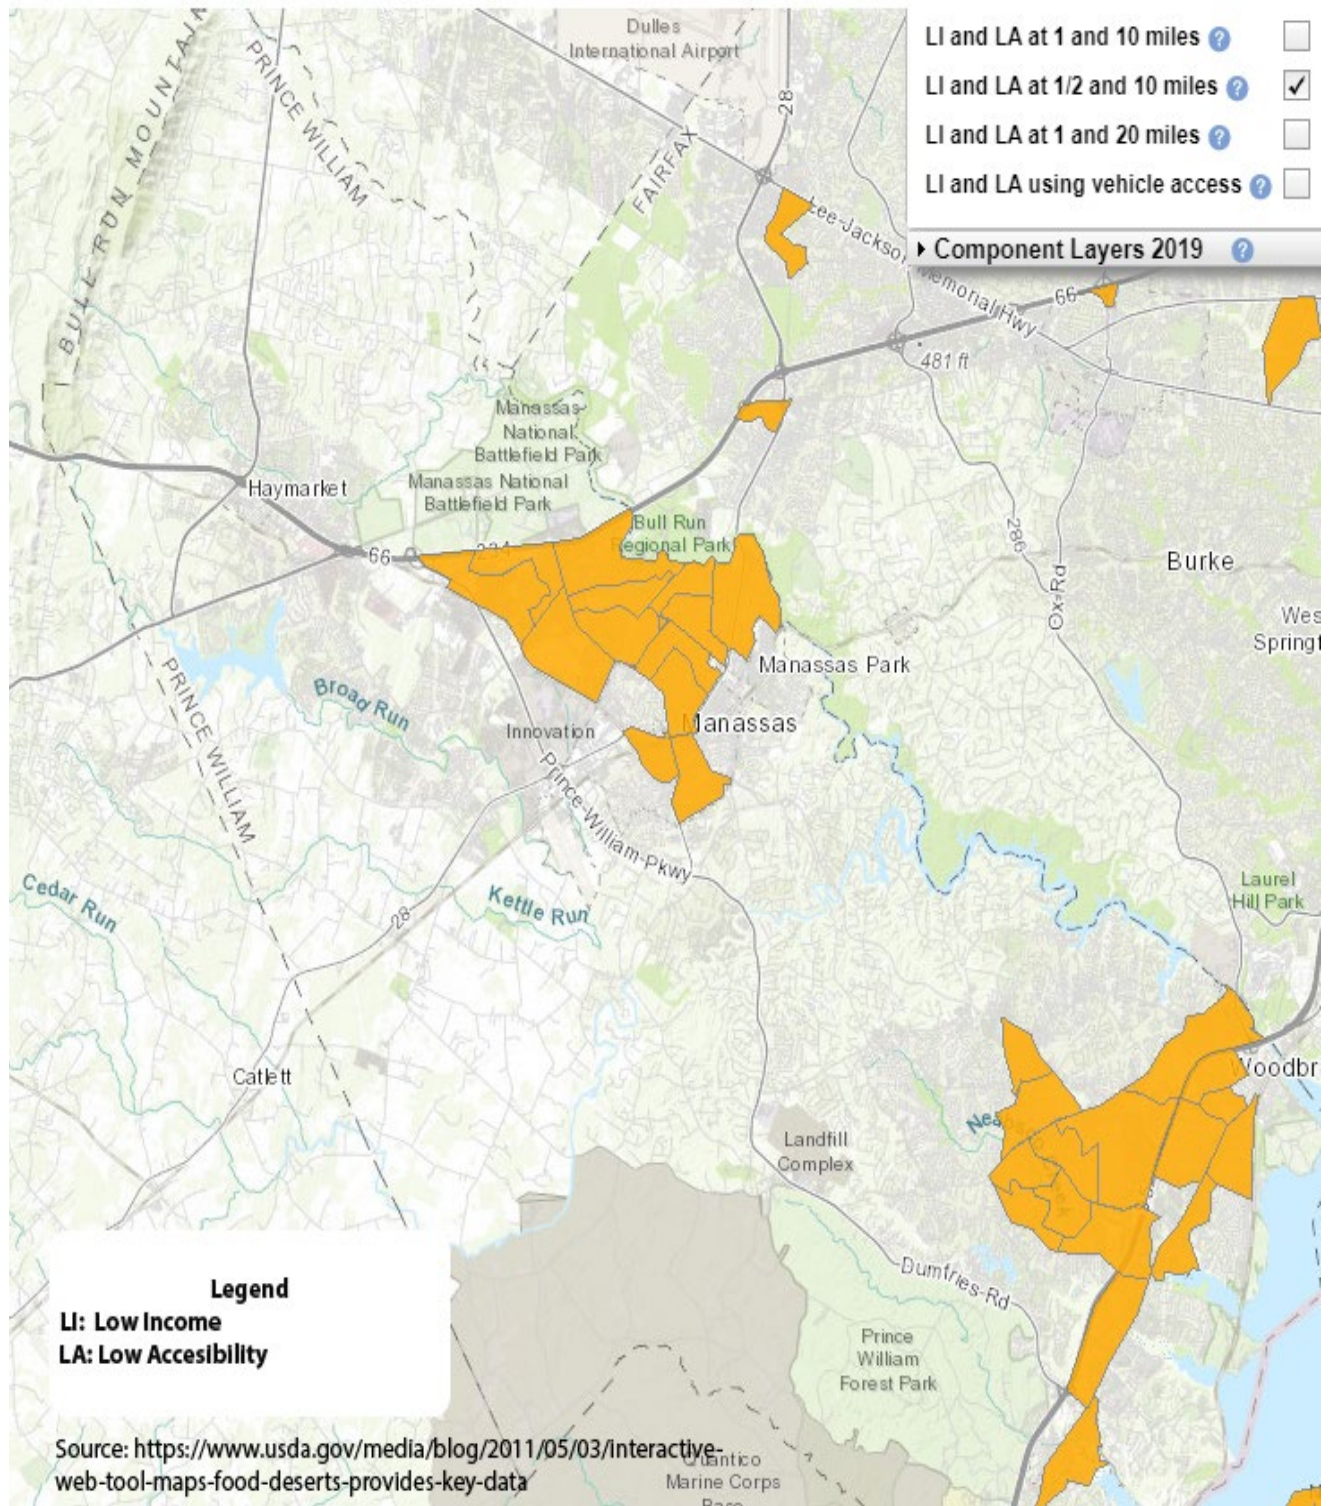 Dulles
International Airport
LI and LA at 1 and 10 miles ?
LI and LA at 1/2 and 10 miles ?
LI and LA at 1 and 20 miles ?
LI and LA using vehicle access ?
Component Layers 2019 ?
BULL RUN MOUNTAIN
PRINCE WILLIAM
FAIRFAX
28
Lee-Jackson Memorial Hwy
66
481 ft
Manassas
National
Battlefield Park
Manassas National
Battlefield Park
Haymarket
66
234
Bull Run
Regional Park
286
Ox-Rd
Burke
Wes
Springf
Manassas Park
Manassas
PRINCE WILLIAM
Broad Run
Innovation
Prince-William-Pkwy
Cedar Run
Kettle Run
28
Laurel
Hill Park
Catlett
Woodbr
Landfill
Complex
Dumfries-Rd
Prince
William
Forest Park
Legend
LI: Low Income
LA: Low Accesibility
Source: https://www.usda.gov/media/blog/2011/05/03/interactive-
web-tool-maps-food-deserts-provides-key-data
Quantico
Marine Corps
Base